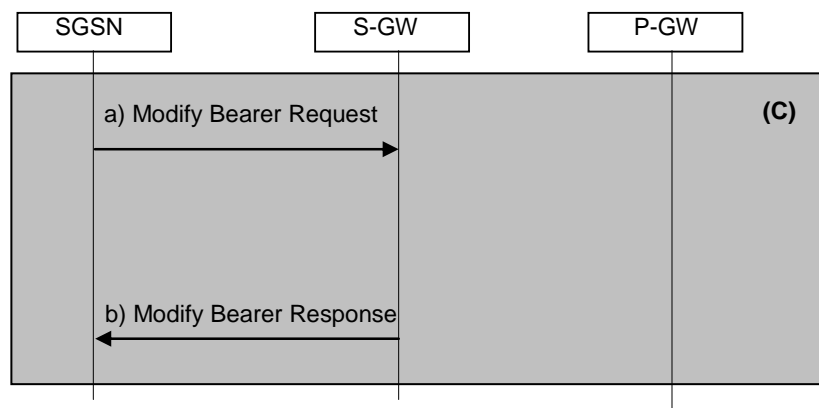 SGSN
S-GW
P-GW
(C)
a) Modify Bearer Request
b) Modify Bearer Response